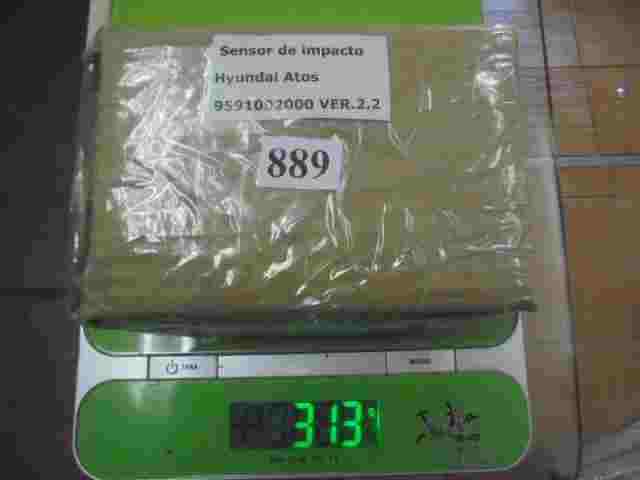 Sensor de impacto
Hyundai Atos
9591002000 VER.2.2
889
313